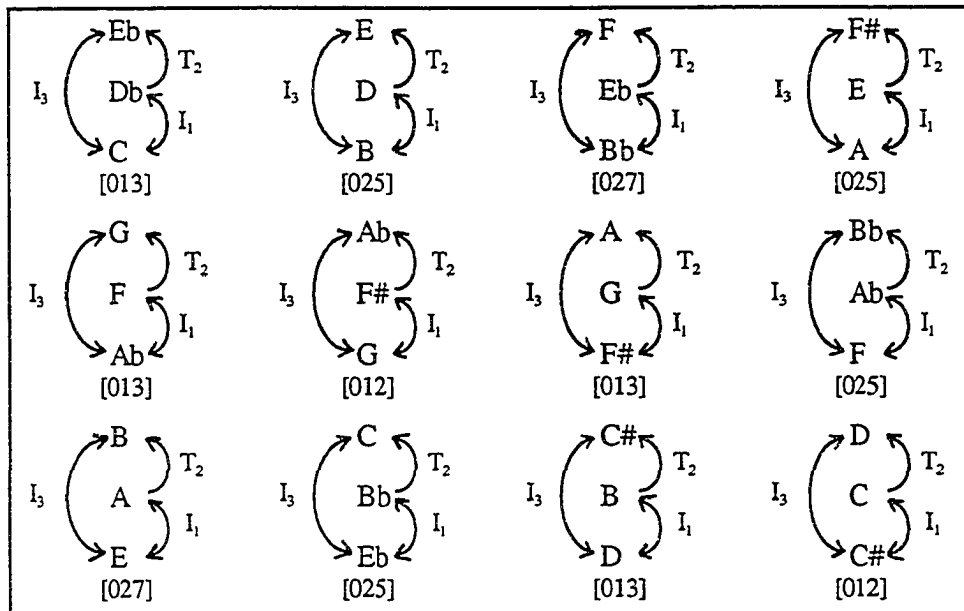 Eb E F F#
T₂ T₂ T₂ T₂
I₃ Db I₃ D I₃ Eb I₃ E
I₁ I₁ I₁ I₁
C B Bb A
[013] [025] [027] [025]
G Ab A Bb
T₂ T₂ T₂ T₂
I₃ F I₃ F# I₃ G I₃ Ab
I₁ I₁ I₁ I₁
Ab G F# F
[013] [012] [013] [025]
B C C# D
T₂ T₂ T₂ T₂
I₃ A I₃ Bb I₃ B I₃ C
I₁ I₁ I₁ I₁
E Eb D C#
[027] [025] [013] [012]